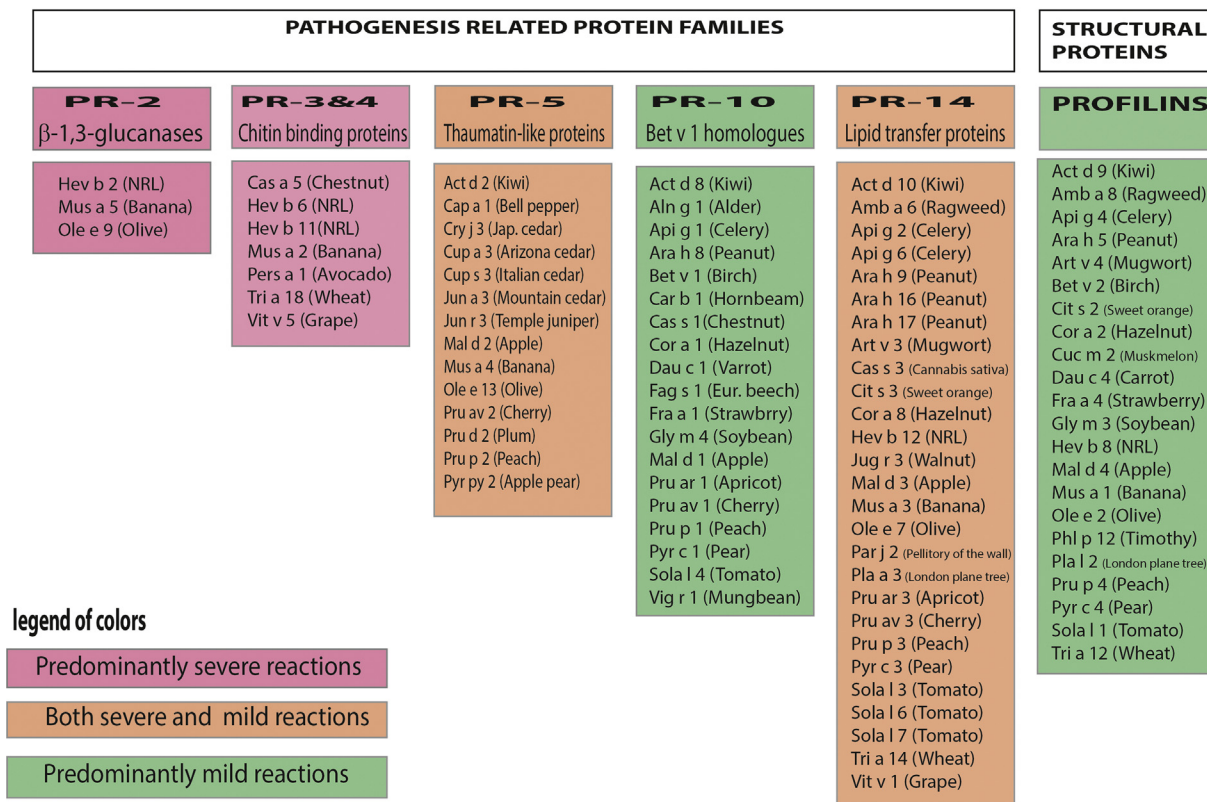 PATHOGENESIS RELATED PROTEIN FAMILIES
STRUCTURAL
PROTEINS
PR-2
β-1,3-glucanases
Hev b 2 (NRL)
Mus a 5 (Banana)
Ole e 9 (Olive)
PR-3&4
Chitin binding proteins
Cas a 5 (Chestnut)
Hev b 6 (NRL)
Hev b 11(NRL)
Mus a 2 (Banana)
Pers a 1 (Avocado)
Tri a 18 (Wheat)
Vit v 5 (Grape)
PR-5
Thaumatin-like proteins
Act d 2 (Kiwi)
Cap a 1 (Bell pepper)
Cry j 3 (Jap. cedar)
Cup a 3 (Arizona cedar)
Cup s 3 (Italian cedar)
Jun a 3 (Mountain cedar)
Jun r 3 (Temple juniper)
Mal d 2 (Apple)
Mus a 4 (Banana)
Ole e 13 (Olive)
Pru av 2 (Cherry)
Pru d 2 (Plum)
Pru p 2 (Peach)
Pyr py 2 (Apple pear)
PR-10
Bet v 1 homologues
Act d 8 (Kiwi)
Aln g 1 (Alder)
Api g 1 (Celery)
Ara h 8 (Peanut)
Bet v 1 (Birch)
Car b 1 (Hornbeam)
Cas s 1(Chestnut)
Cor a 1 (Hazelnut)
Dau c 1 (Varrot)
Fag s 1 (Eur. beech)
Fra a 1 (Strawbrry)
Gly m 4 (Soybean)
Mal d 1 (Apple)
Pru ar 1 (Apricot)
Pru av 1 (Cherry)
Pru p 1 (Peach)
Pyr c 1 (Pear)
Sola l 4 (Tomato)
Vig r 1 (Mungbean)
PR-14
Lipid transfer proteins
Act d 10 (Kiwi)
Amb a 6 (Ragweed)
Api g 2 (Celery)
Api g 6 (Celery)
Ara h 9 (Peanut)
Ara h 16 (Peanut)
Ara h 17 (Peanut)
Art v 3 (Mugwort)
Cas s 3 (Cannabis sativa)
Cit s 3 (Sweet orange)
Cor a 8 (Hazelnut)
Hev b 12 (NRL)
Jug r 3 (Walnut)
Mal d 3 (Apple)
Mus a 3 (Banana)
Ole e 7 (Olive)
Par j 2 (Pellitory of the wall)
Pla a 3 (London plane tree)
Pru ar 3 (Apricot)
Pru av 3 (Cherry)
Pru p 3 (Peach)
Pyr c 3 (Pear)
Sola l 3 (Tomato)
Sola l 6 (Tomato)
Sola l 7 (Tomato)
Tri a 14 (Wheat)
Vit v 1 (Grape)
PROFILINS
Act d 9 (Kiwi)
Amb a 8 (Ragweed)
Api g 4 (Celery)
Ara h 5 (Peanut)
Art v 4 (Mugwort)
Bet v 2 (Birch)
Cit s 2 (Sweet orange)
Cor a 2 (Hazelnut)
Cuc m 2 (Muskmelon)
Dau c 4 (Carrot)
Fra a 4 (Strawberry)
Gly m 3 (Soybean)
Hev b 8 (NRL)
Mal d 4 (Apple)
Mus a 1 (Banana)
Ole e 2 (Olive)
Phl p 12 (Timothy)
Pla l 2 (London plane tree)
Pru p 4 (Peach)
Pyr c 4 (Pear)
Sola l 1 (Tomato)
Tri a 12 (Wheat)
legend of colors
Predominantly severe reactions
Both severe and mild reactions
Predominantly mild reactions